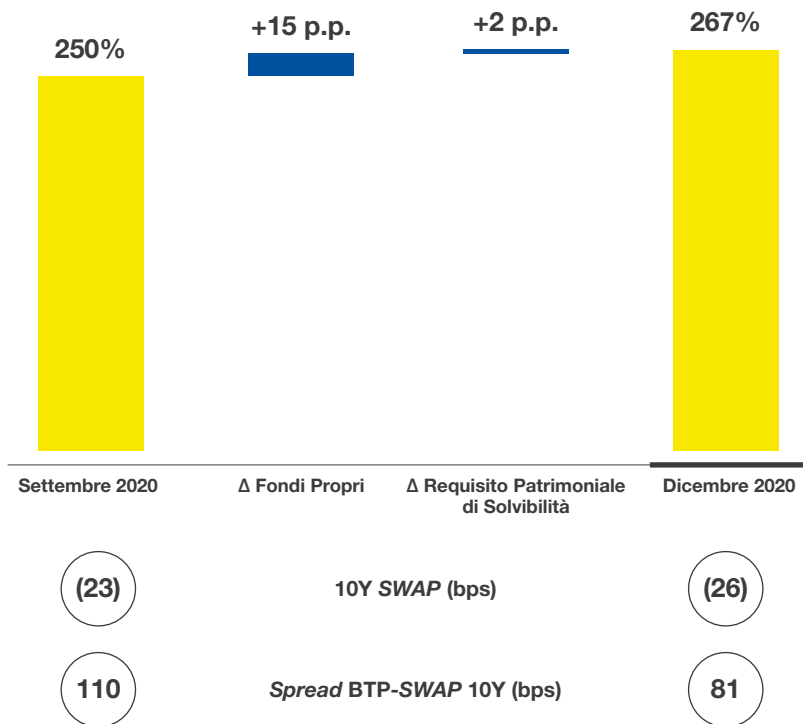 250%
+15 p.p.
+2 p.p.
267%
Settembre 2020
Δ Fondi Propri
Δ Requisito Patrimoniale
di Solvibilità
Dicembre 2020
(23)
10Y SWAP (bps)
(26)
110
Spread BTP-SWAP 10Y (bps)
81